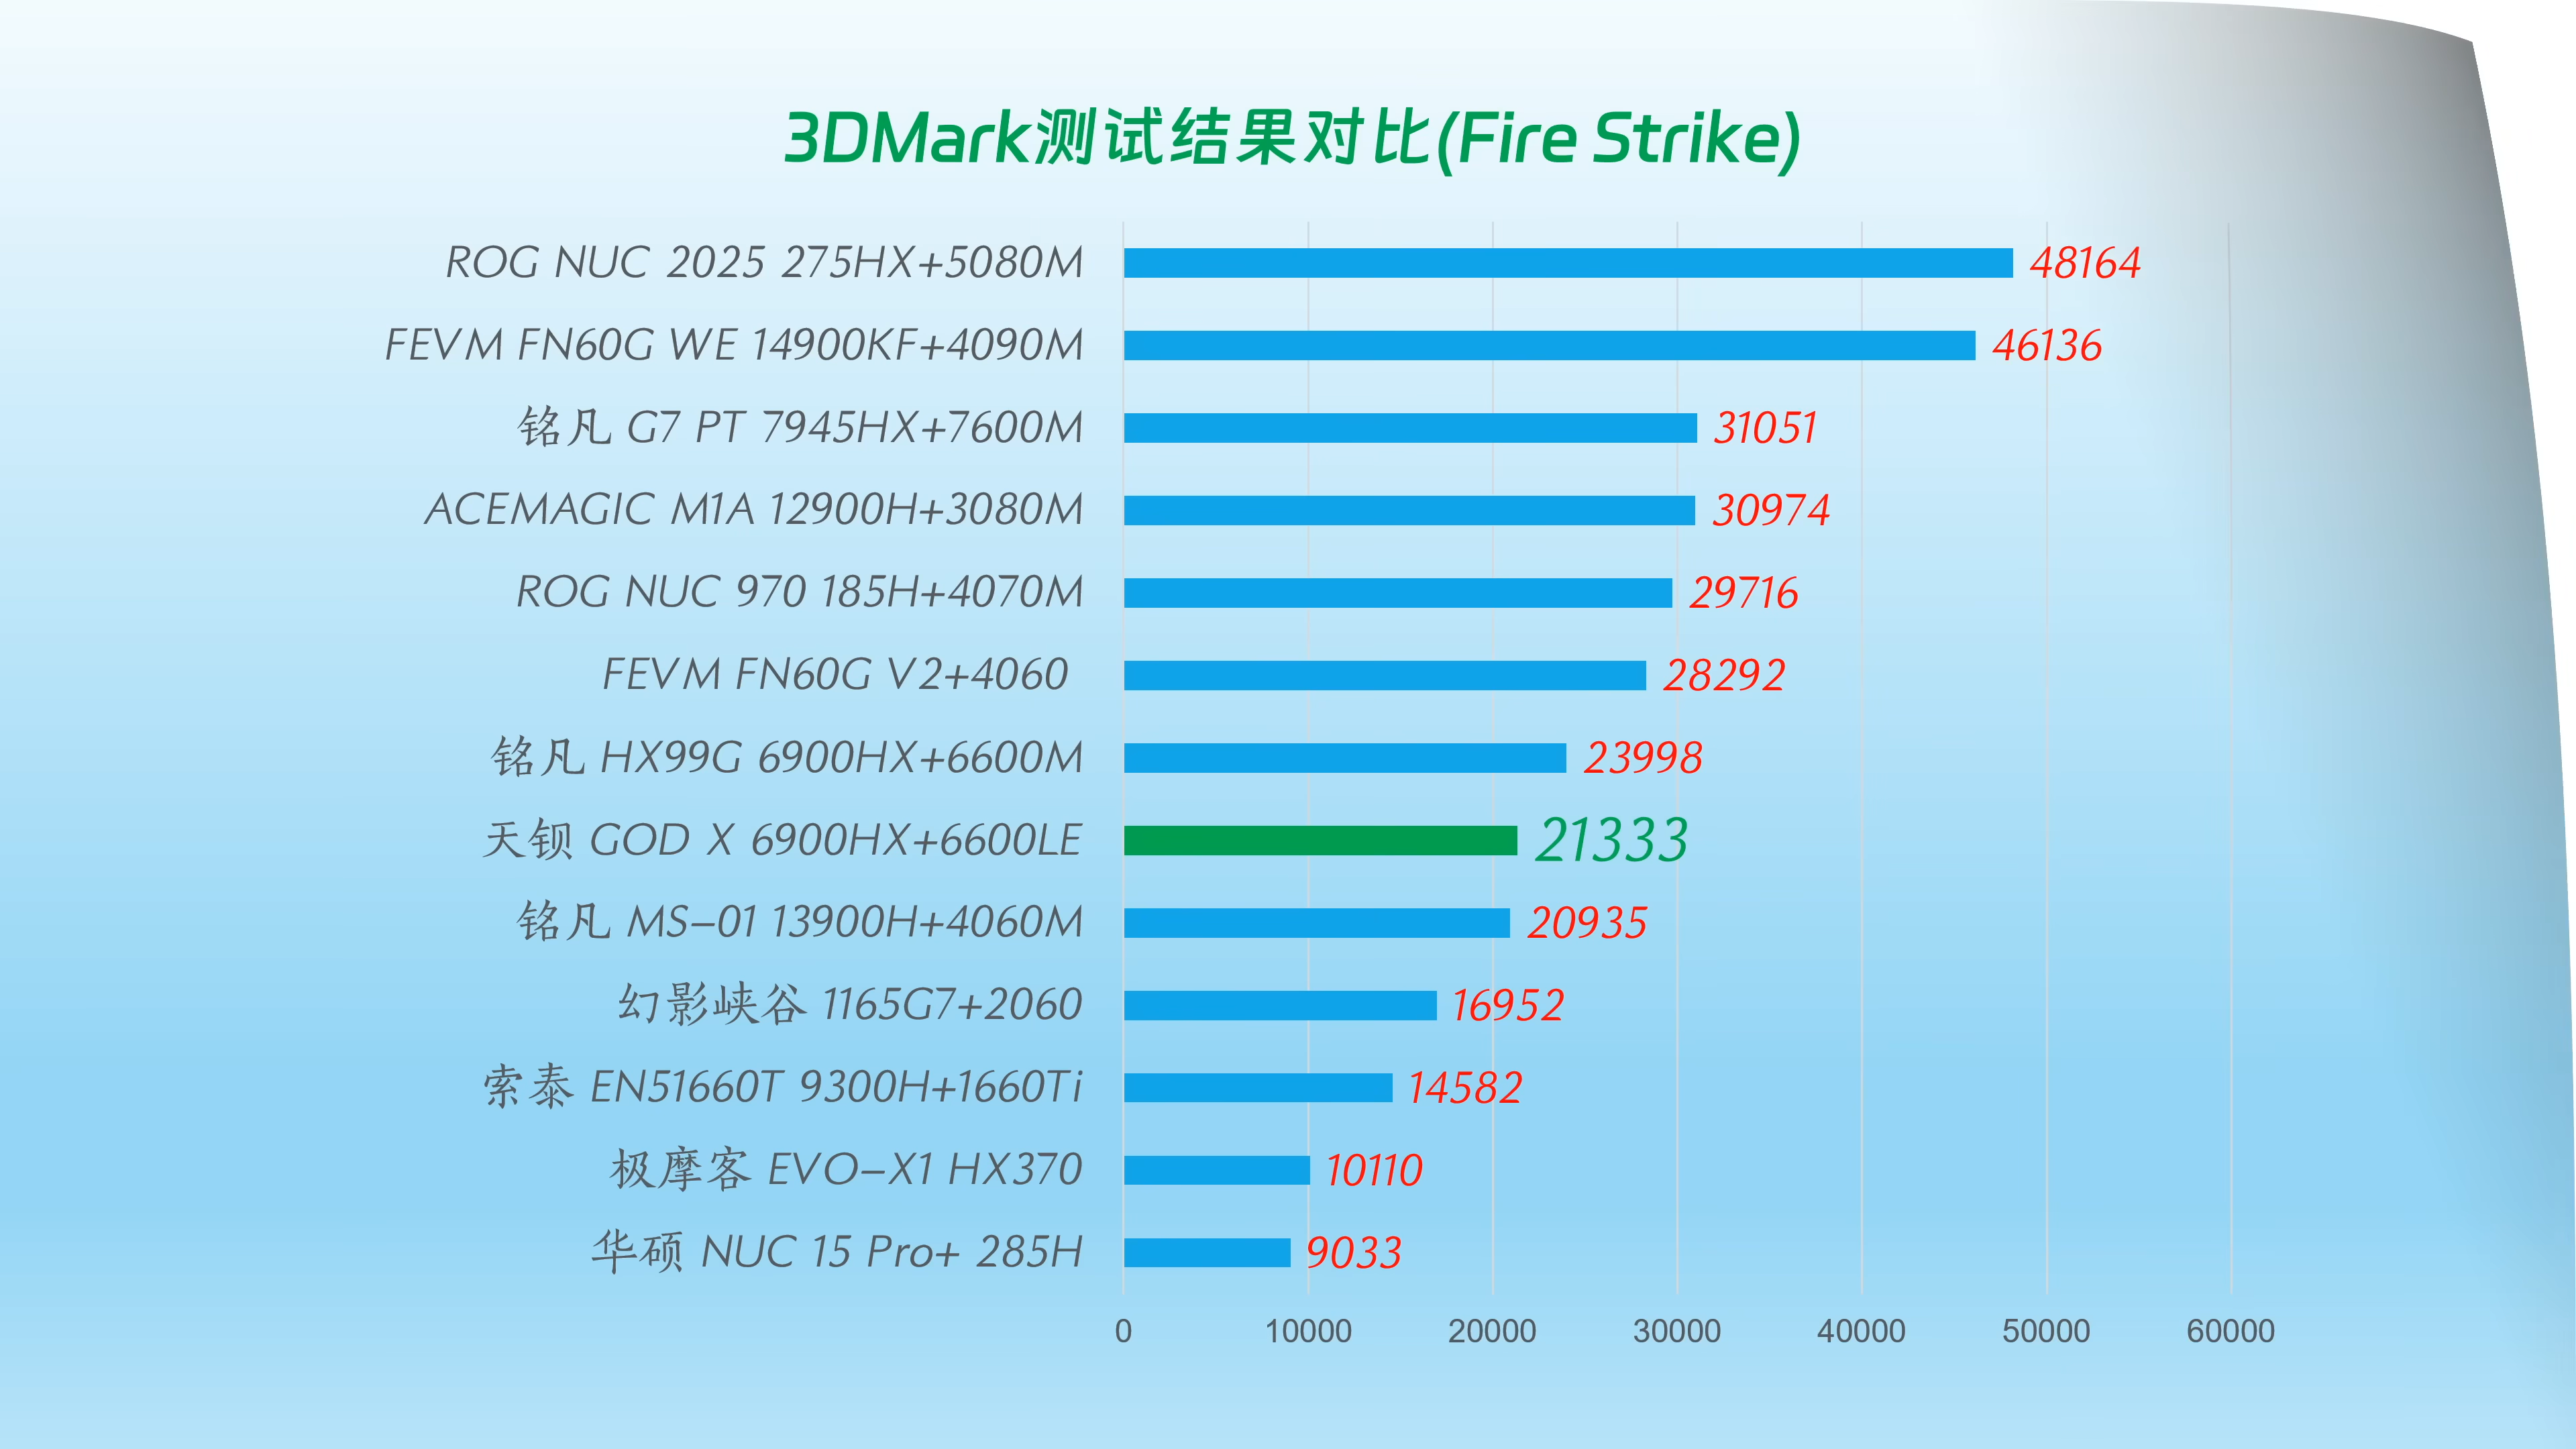 3DMark测试结果对比(Fire Strike)
ROG NUC 2025 275HX+5080M 48164
FEVM FN60G WE 14900KF+4090M 46136
铭凡 G7 PT 7945HX+7600M 31051
ACEMAGIC M1A 12900H+3080M 30974
ROG NUC 970 185H+4070M 29716
FEVM FN60G V2+4060 28292
铭凡 HX99G 6900HX+6600M 23998
天钡 GOD X 6900HX+6600LE 21333
铭凡 MS-01 13900H+4060M 20935
幻影峡谷 1165G7+2060 16952
索泰 EN51660T 9300H+1660Ti 14582
极摩客 EVO-X1 HX370 10110
华硕 NUC 15 Pro+ 285H 9033
0 10000 20000 30000 40000 50000 60000